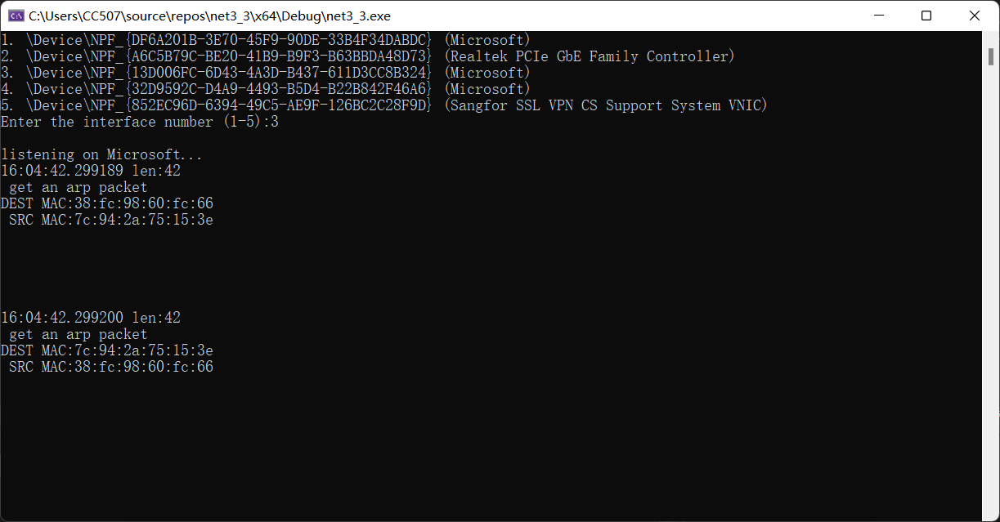 C:\Users\CC507\source\repos\net3_3\x64\Debug\net3_3.exe
1. \Device\NPF_{DF6A201B-3E70-45F9-90DE-33B4F34DABDC} (Microsoft)
2. \Device\NPF_{A6C5B79C-BE20-41B9-B9F3-B63BBDA48D73} (Realtek PCIe GbE Family Controller)
3. \Device\NPF_{13D006FC-6D43-4A3D-B437-611D3CC8B324} (Microsoft)
4. \Device\NPF_{32D9592C-D4A9-4493-B5D4-B22B842F46A6} (Microsoft)
5. \Device\NPF_{852EC96D-6394-49C5-AE9F-126BC2C28F9D} (Sangfor SSL VPN CS Support System VNIC)
Enter the interface number (1-5):3
listening on Microsoft...
16:04:42.299189 len:42
get an arp packet
DEST MAC:38:fc:98:60:fc:66
SRC MAC:7c:94:2a:75:15:3e
16:04:42.299200 len:42
get an arp packet
DEST MAC:7c:94:2a:75:15:3e
SRC MAC:38:fc:98:60:fc:66